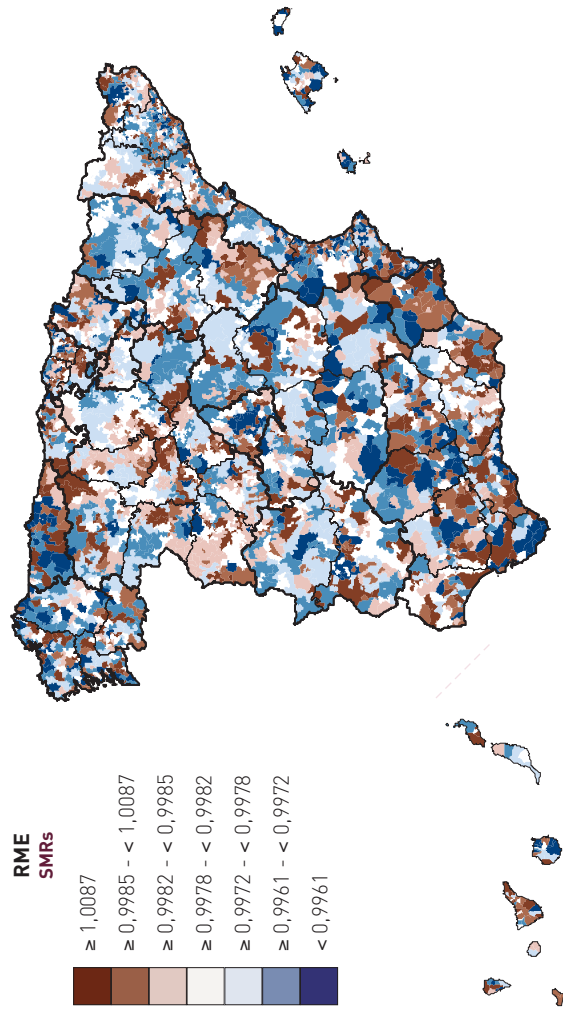 RME
SMRs
≥ 1,0087
≥ 0,9985 - < 1,0087
≥ 0,9982 - < 0,9985
≥ 0,9978 - < 0,9982
≥ 0,9972 - < 0,9978
≥ 0,9961 - < 0,9972
< 0,9961